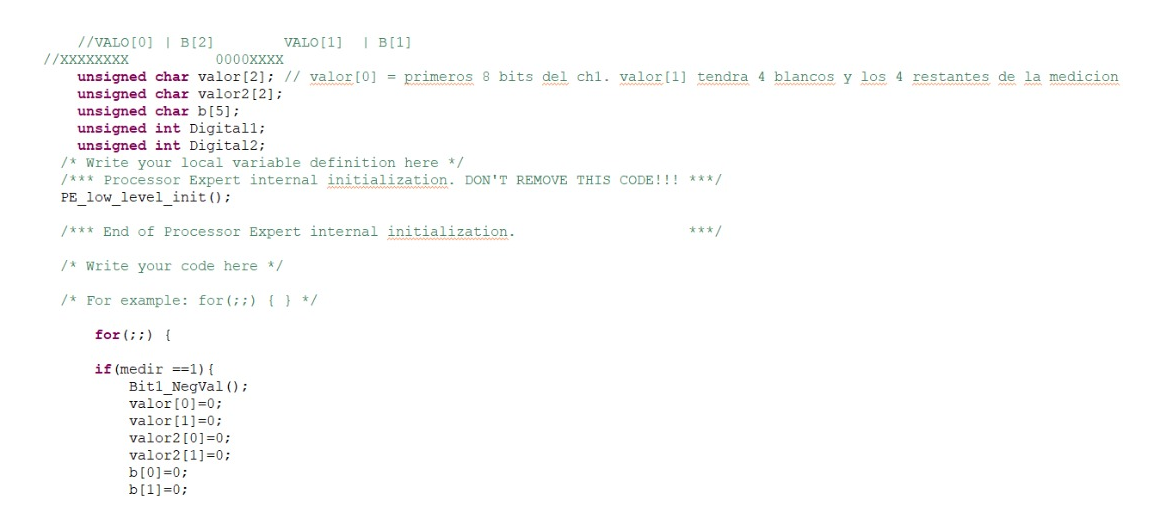 //VALO[0] | B[2] VALO[1] | B[1]
//XXXXXXXX 0000XXXX
unsigned char valor[2]; // valor[0] = primeros 8 bits del ch1. valor[1] tendra 4 blancos y los 4 restantes de la medicion
unsigned char valor2[2];
unsigned char b[5];
unsigned int Digital1;
unsigned int Digital2;
/* Write your local variable definition here */
/*** Processor Expert internal initialization. DON'T REMOVE THIS CODE!!! ***/
PE_low_level_init();
/*** End of Processor Expert internal initialization. ***/
/* Write your code here */
/* For example: for(;;) { } */
for(;;) {
if(medir ==1){
Bit1_NegVal();
valor[0]=0;
valor[1]=0;
valor2[0]=0;
valor2[1]=0;
b[0]=0;
b[1]=0;